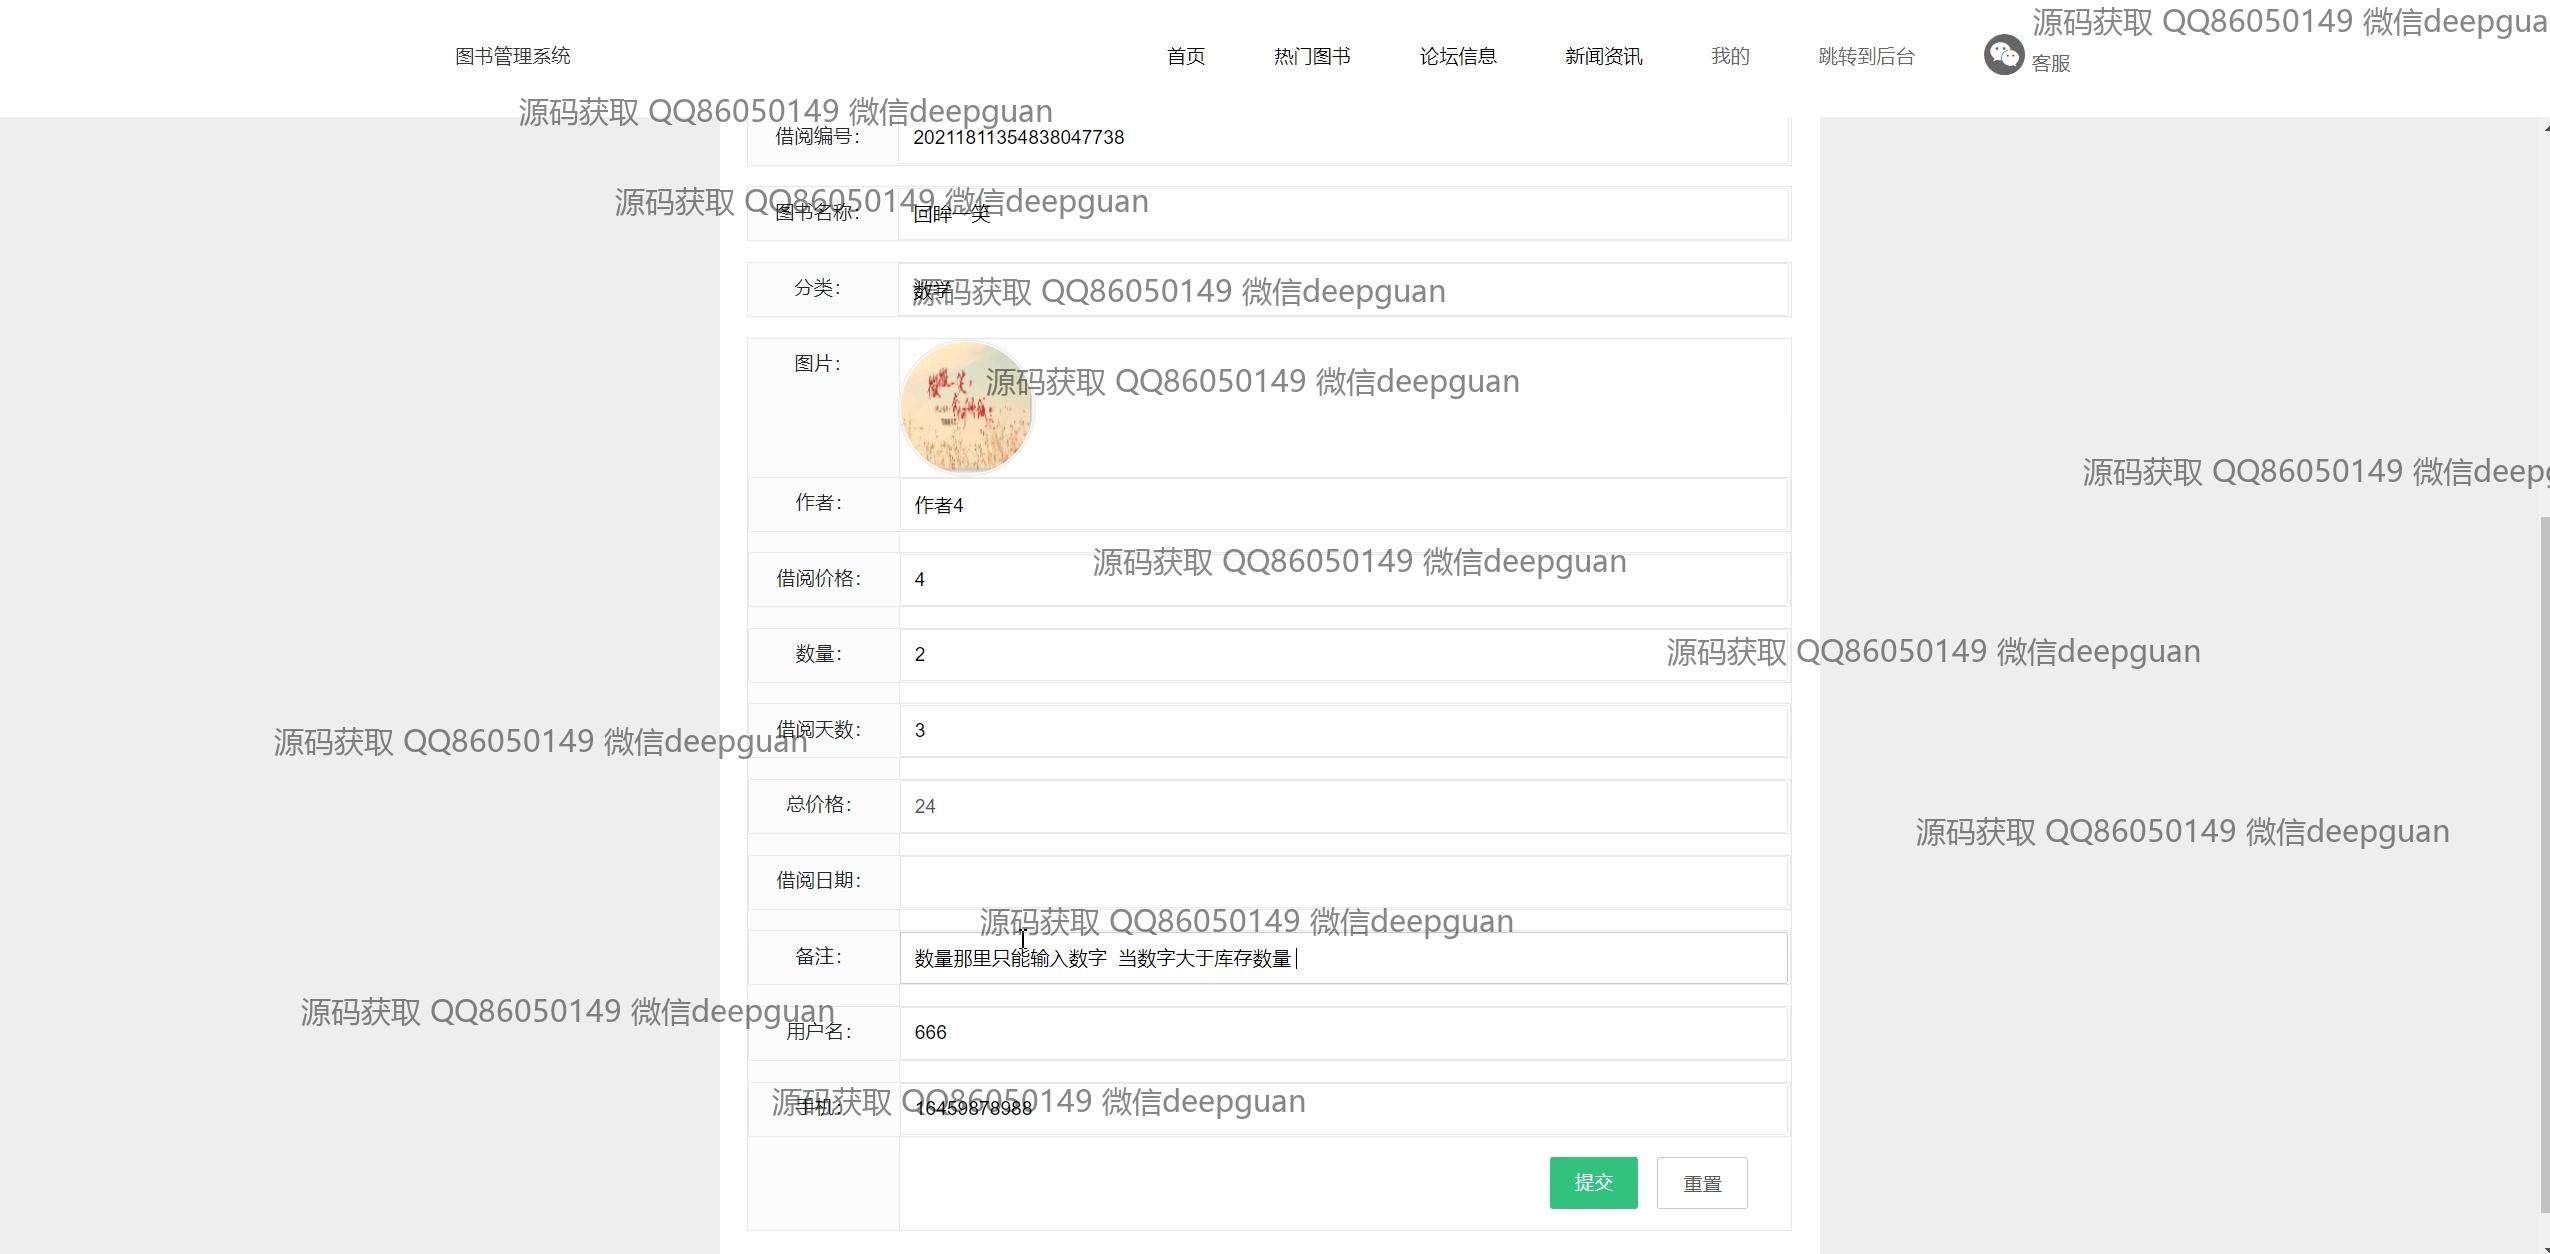 源码获取 QQ86050149 微信deepgua
图书管理系统 首页 热门图书 论坛信息 新闻资讯 我的 跳转到后台 客服
源码获取 QQ86050149 微信deepguan
借阅编号： 20211811354838047738
源码获取 QQ86050149 微信deepguan
图书名称： 回眸一笑
分类： 数学
源码获取 QQ86050149 微信deepguan
图片：
源码获取 QQ86050149 微信deepguan
源码获取 QQ86050149 微信deep
作者： 作者4
源码获取 QQ86050149 微信deepguan
借阅价格： 4
数量： 2
源码获取 QQ86050149 微信deepguan
借阅天数： 3
源码获取 QQ86050149 微信deepguan
总价格： 24
源码获取 QQ86050149 微信deepguan
借阅日期：
源码获取 QQ86050149 微信deepguan
备注： 数量那里只能输入数字 当数字大于库存数量
源码获取 QQ86050149 微信deepguan
用户名： 666
源码获取 QQ86050149 微信deepguan
手机： 16459878988
提交 重置